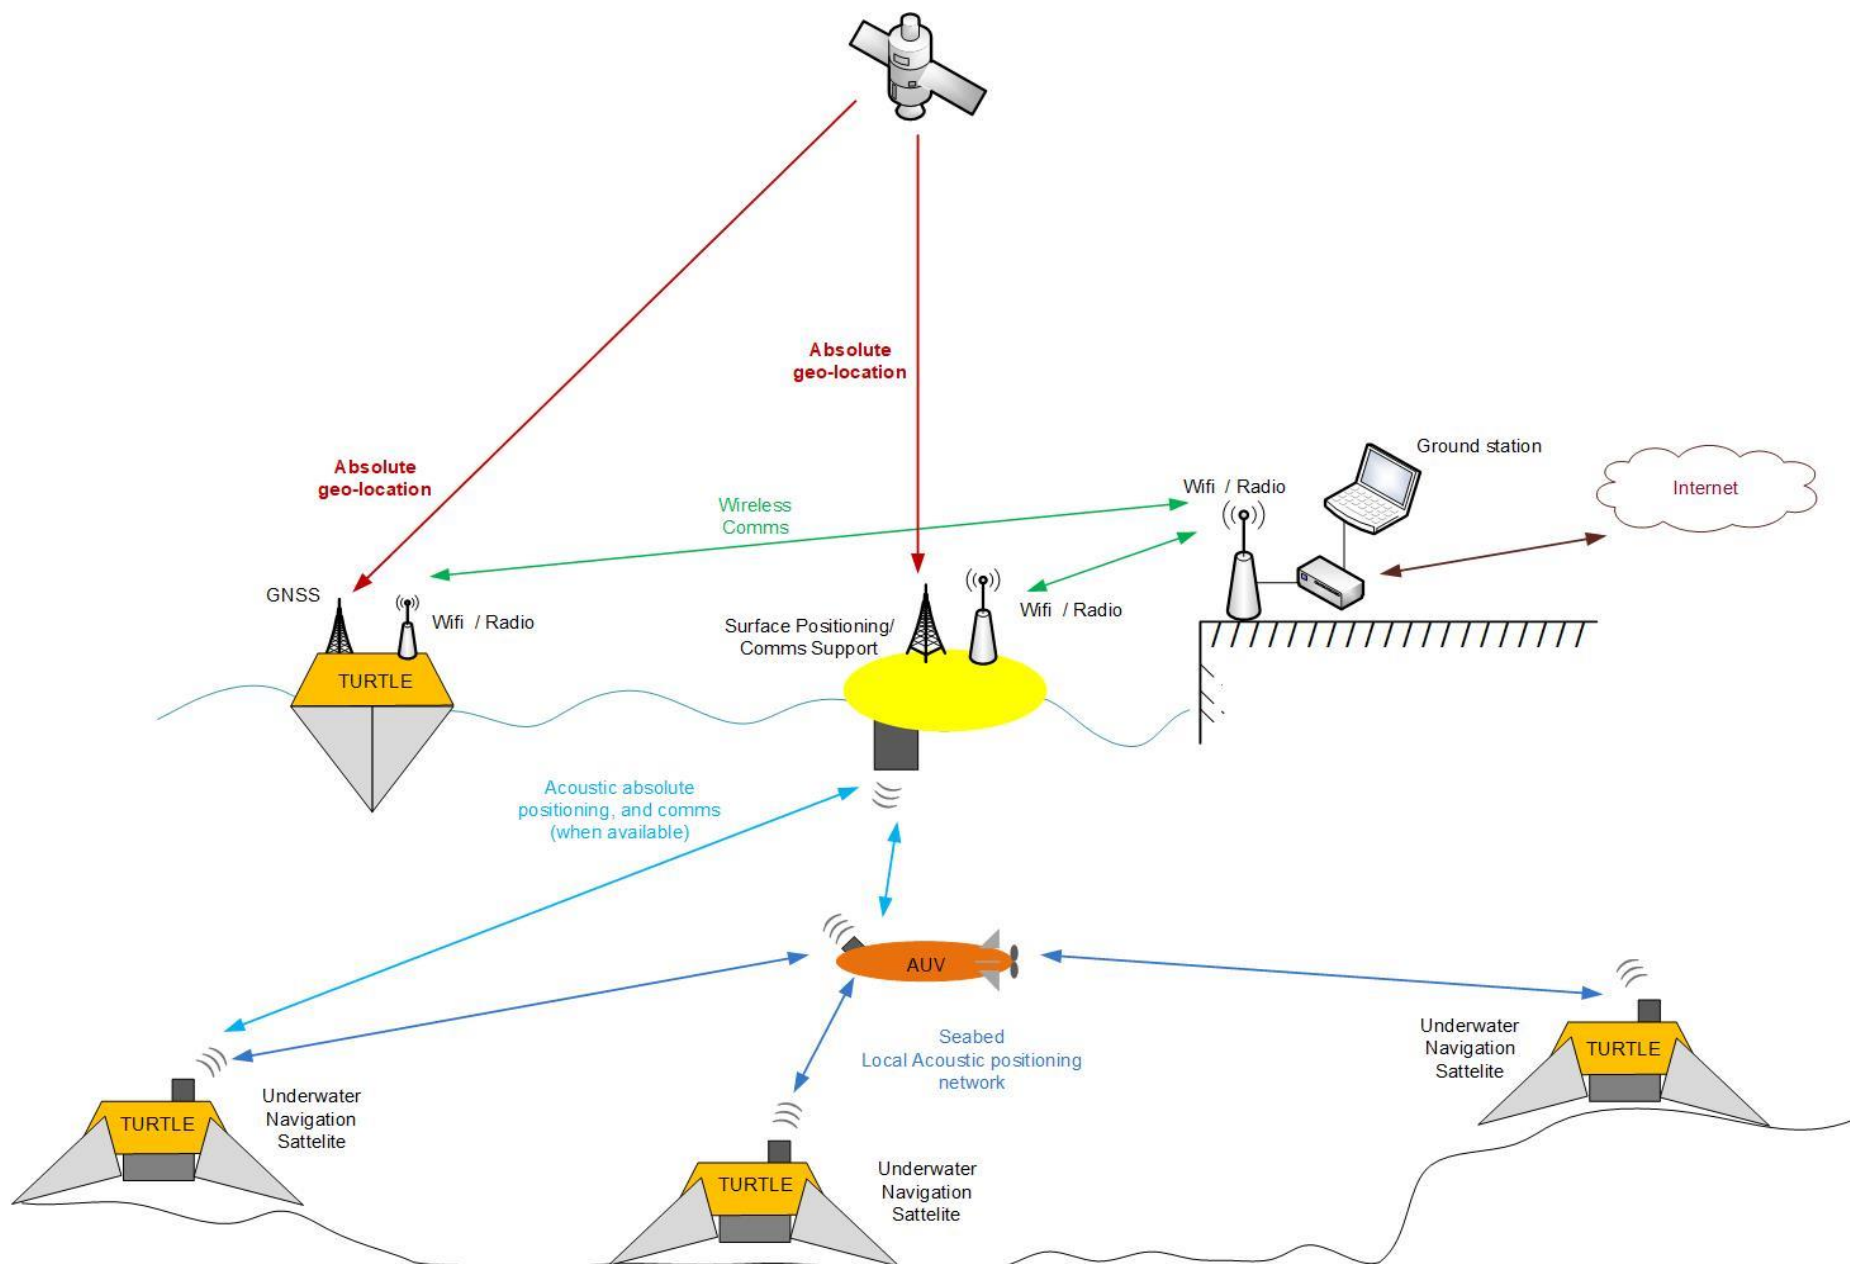 Absolute
geo-location
Absolute
geo-location
Ground station
Wifi / Radio
Internet
Wireless
Comms
GNSS
Wifi / Radio
Wifi / Radio
Surface Positioning/
Comms Support
TURTLE
Acoustic absolute
positioning, and comms
(when available)
AUV
Seabed
Local Acoustic positioning
network
Underwater
Navigation
Sattelite
TURTLE
Underwater
Navigation
Sattelite
TURTLE
Underwater
Navigation
Sattelite
TURTLE